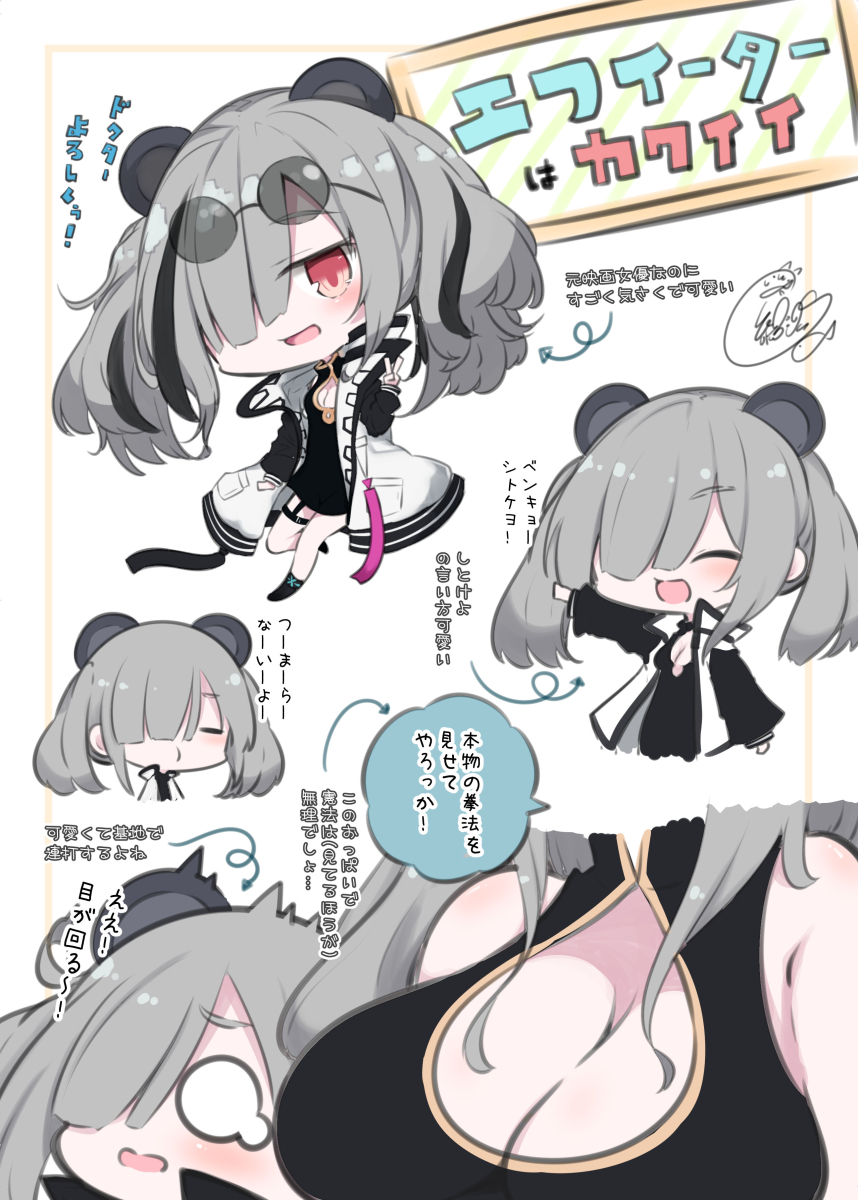 エフイーター
は
カワイイ
ドクター
よろしくぅ!
元映画女優なのに
すごく気さくで可愛い
ベンキョー
シトケヨ!
しとけよ
の言い方可愛い
つーまーらー
なーいーよー
本物の拳法を
見せて
やろっか!
このおっぱいで
憲法は(見てるほうが)
無理でしょ…
可愛くて基地で
連打するよね
ええ!
目が回る〜!